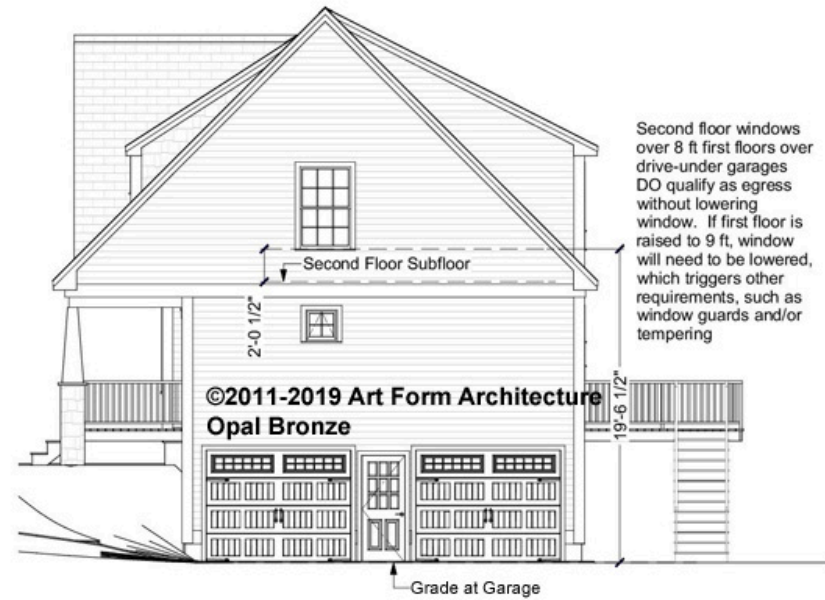 Second floor windows
over 8 ft first floors over
drive-under garages
DO qualify as egress
without lowering
window. If first floor is
raised to 9 ft, window
will need to be lowered,
which triggers other
requirements, such as
window guards and/or
tempering
Second Floor Subfloor
2'-0 1/2"
19'-6 1/2"
©2011-2019 Art Form Architecture
Opal Bronze
Grade at Garage